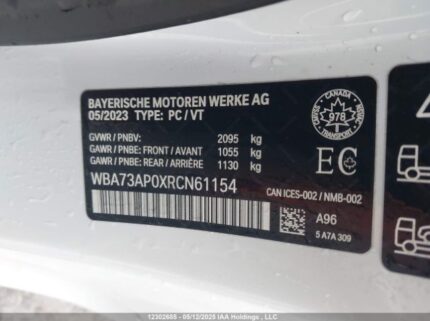 BAYERISCHE MOTOREN WERKE AG
05/2023 TYPE: PC/VT
GVWR / PNBV: 2095 kg
GAWR / PNBE: FRONT / AVANT 1055 kg
GAWR / PNBE: REAR / ARRIÈRE 1130 kg
WBA73AP0XRCN61154
CANADA
978
TRANSPORT
EC
CAN ICES-002 / NMB-002
A96
5 A7A 309
12302685 - 05/12/2025 IAA Holdings, LLC